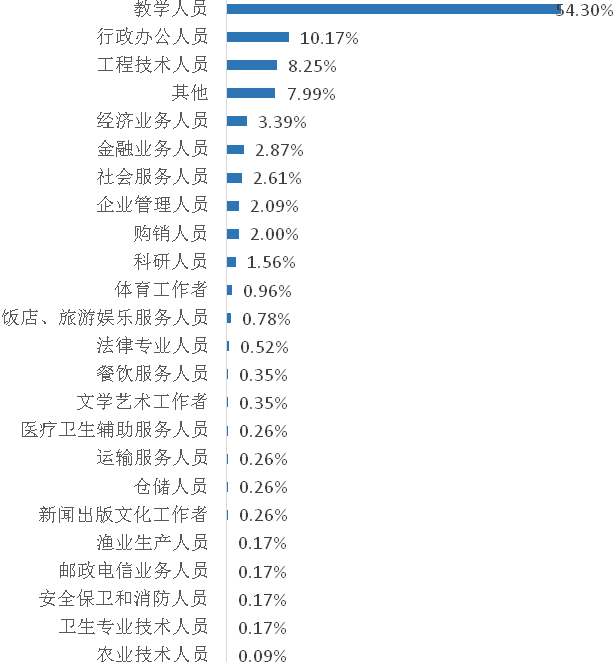 教学人员 54.30%
行政办公人员 10.17%
工程技术人员 8.25%
其他 7.99%
经济业务人员 3.39%
金融业务人员 2.87%
社会服务人员 2.61%
企业管理人员 2.09%
购销人员 2.00%
科研人员 1.56%
体育工作者 0.96%
饭店、旅游娱乐服务人员 0.78%
法律专业人员 0.52%
餐饮服务人员 0.35%
文学艺术工作者 0.35%
医疗卫生辅助服务人员 0.26%
运输服务人员 0.26%
仓储人员 0.26%
新闻出版文化工作者 0.26%
渔业生产人员 0.17%
邮政电信业务人员 0.17%
安全保卫和消防人员 0.17%
卫生专业技术人员 0.17%
农业技术人员 0.09%